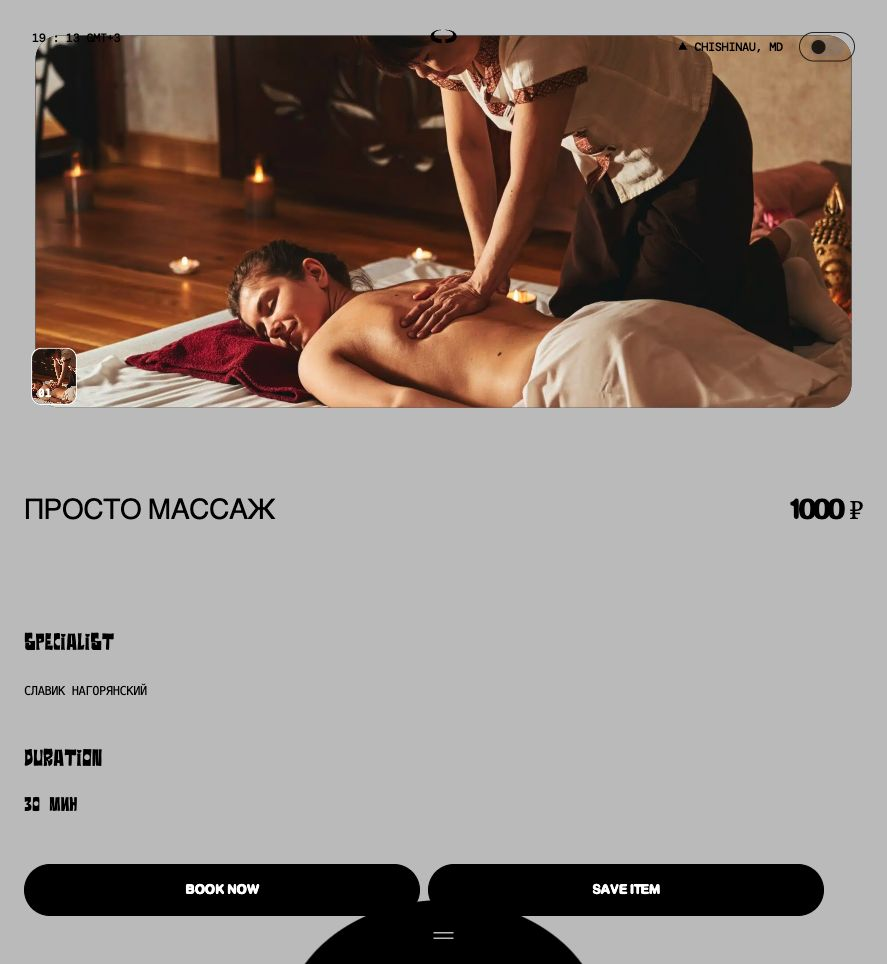 19 : 13 GMT+3
▲ CHISHINAU, MD
01
ПРОСТО МАССАЖ
1000 ₽
SPECIALIST
СЛАВИК НАГОРЯНСКИЙ
DURATION
30 МИН
BOOK NOW
SAVE ITEM